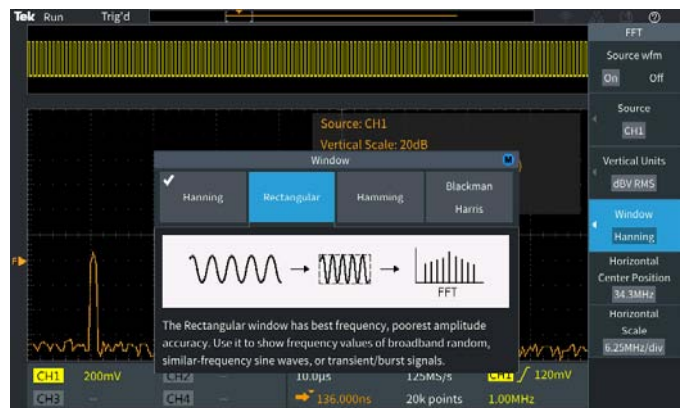 Tek Run Trig'd
FFT
Source wfm
On Off
Source
CH1
Vertical Units
dBV RMS
Window
Hanning
Horizontal
Center Position
34.3MHz
Horizontal
Scale
6.25MHz/div
Source: CH1
Vertical Scale: 20dB
Window M
Hanning
Rectangular
Hamming
Blackman
Harris
FFT
The Rectangular window has best frequency, poorest amplitude
accuracy. Use it to show frequency values of broadband random,
similar-frequency sine waves, or transient/burst signals.
F
CH1 200mV CH2 10.0µs 125MS/s CH1 120mV
CH3 CH4 136.000ns 20k points 1.00MHz